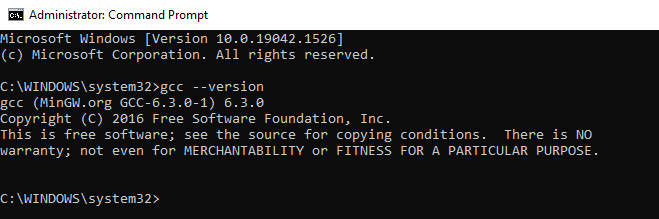 Administrator: Command Prompt
Microsoft Windows [Version 10.0.19042.1526]
(c) Microsoft Corporation. All rights reserved.
C:\WINDOWS\system32>gcc --version
gcc (MinGW.org GCC-6.3.0-1) 6.3.0
Copyright (C) 2016 Free Software Foundation, Inc.
This is free software; see the source for copying conditions.  There is NO
warranty; not even for MERCHANTABILITY or FITNESS FOR A PARTICULAR PURPOSE.
C:\WINDOWS\system32>